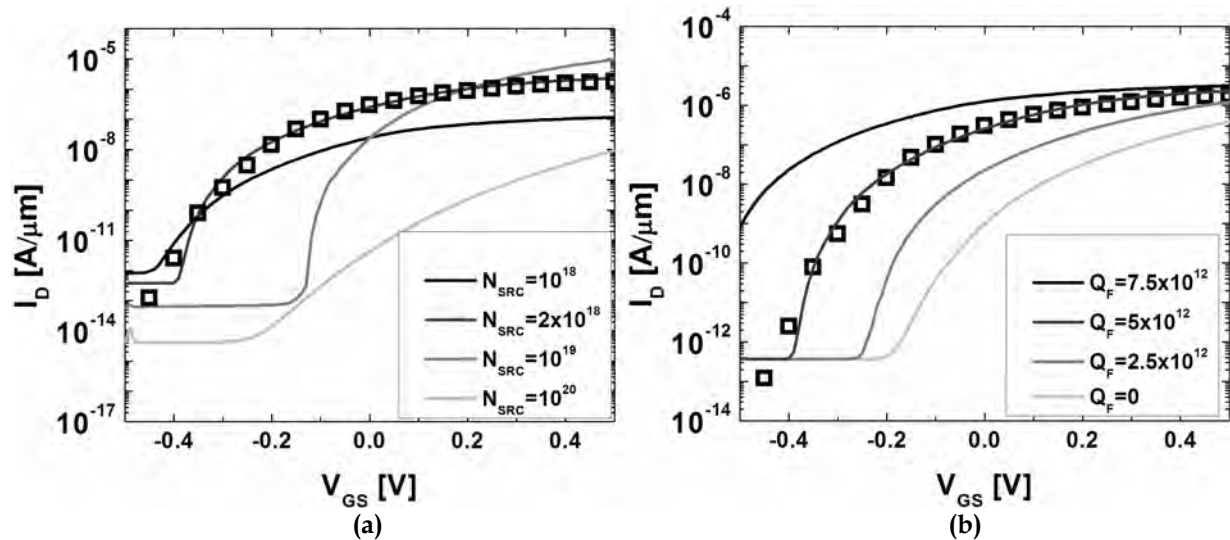 10^-5
10^-8
10^-11
10^-14
10^-17
I_D [A/μm]
-0.4 -0.2 0.0 0.2 0.4
V_GS [V]
N_SRC=10^18
N_SRC=2x10^18
N_SRC=10^19
N_SRC=10^20
(a)
10^-4
10^-6
10^-8
10^-10
10^-12
10^-14
I_D [A/μm]
-0.4 -0.2 0.0 0.2 0.4
V_GS [V]
Q_F=7.5x10^12
Q_F=5x10^12
Q_F=2.5x10^12
Q_F=0
(b)